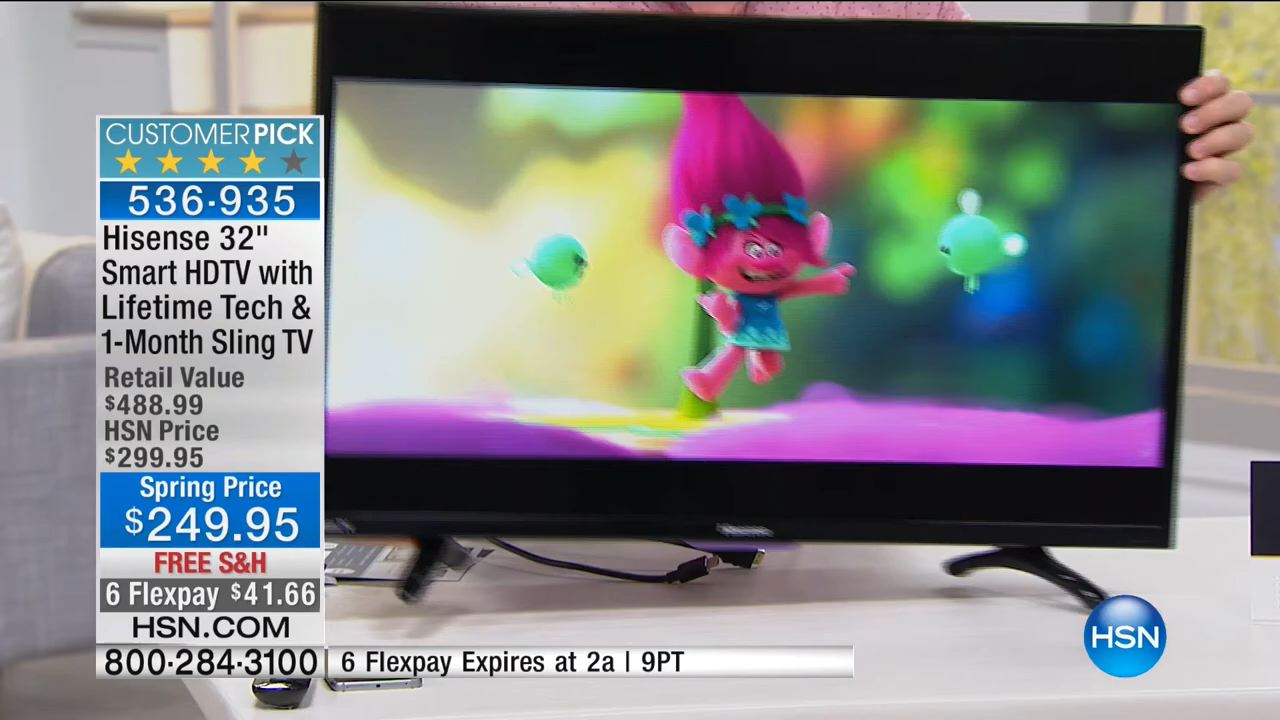 CUSTOMERPICK
536-935
Hisense 32"
Smart HDTV with
Lifetime Tech &
1-Month Sling TV
Retail Value
$488.99
HSN Price
$299.95
Spring Price
$249.95
FREE S&H
6 Flexpay $41.66
HSN.COM
800-284-3100
6 Flexpay Expires at 2a | 9PT
HSN